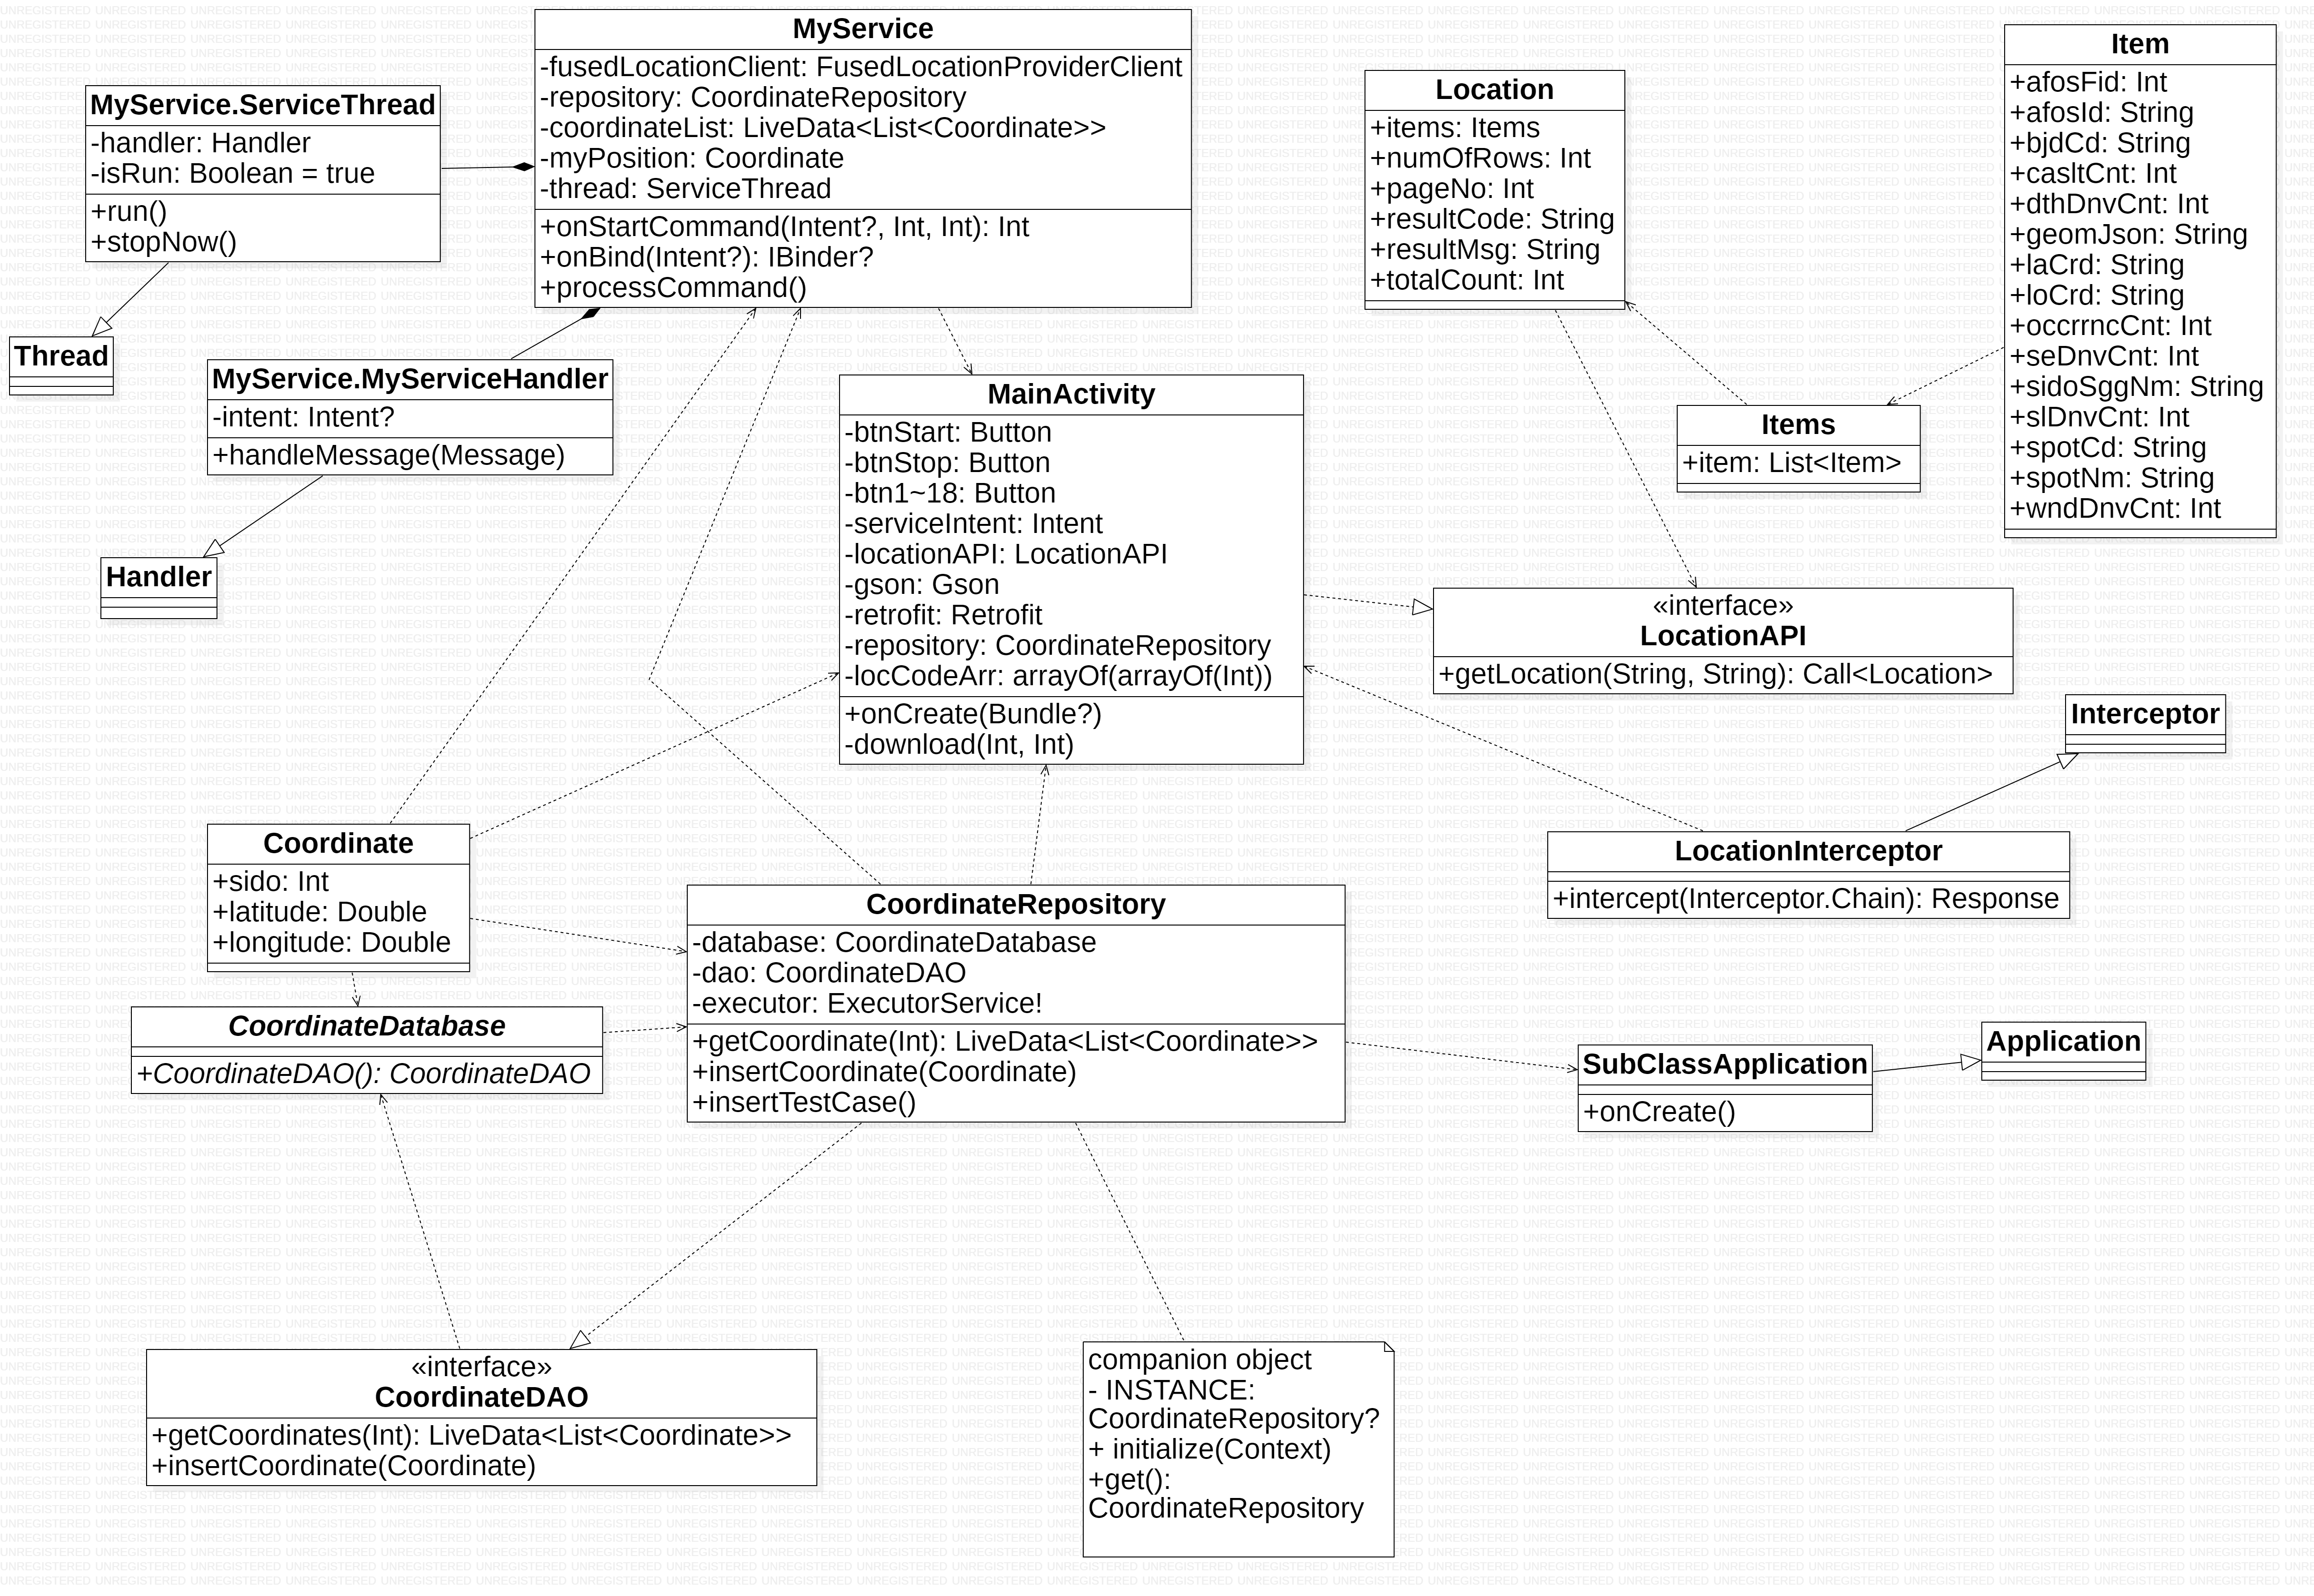 MyService
-fusedLocationClient: FusedLocationProviderClient
-repository: CoordinateRepository
-coordinateList: LiveData<List<Coordinate>>
-myPosition: Coordinate
-thread: ServiceThread
+onStartCommand(Intent?, Int, Int): Int
+onBind(Intent?): IBinder?
+processCommand()
MyService.ServiceThread
-handler: Handler
-isRun: Boolean = true
+run()
+stopNow()
Thread
MyService.MyServiceHandler
-intent: Intent?
+handleMessage(Message)
Handler
Location
+items: Items
+numOfRows: Int
+pageNo: Int
+resultCode: String
+resultMsg: String
+totalCount: Int
Item
+afosFid: Int
+afosId: String
+bjdCd: String
+casltCnt: Int
+dthDnvCnt: Int
+geomJson: String
+laCrd: String
+loCrd: String
+occrrncCnt: Int
+seDnvCnt: Int
+sidoSggNm: String
+slDnvCnt: Int
+spotCd: String
+spotNm: String
+wndDnvCnt: Int
Items
+item: List<Item>
MainActivity
-btnStart: Button
-btnStop: Button
-btn1~18: Button
-serviceIntent: Intent
-locationAPI: LocationAPI
-gson: Gson
-retrofit: Retrofit
-repository: CoordinateRepository
-locCodeArr: arrayOf(arrayOf(Int))
+onCreate(Bundle?)
-download(Int, Int)
«interface»
LocationAPI
+getLocation(String, String): Call<Location>
Interceptor
LocationInterceptor
+intercept(Interceptor.Chain): Response
Coordinate
+sido: Int
+latitude: Double
+longitude: Double
CoordinateRepository
-database: CoordinateDatabase
-dao: CoordinateDAO
-executor: ExecutorService!
+getCoordinate(Int): LiveData<List<Coordinate>>
+insertCoordinate(Coordinate)
+insertTestCase()
CoordinateDatabase
+CoordinateDAO(): CoordinateDAO
SubClassApplication
+onCreate()
Application
«interface»
CoordinateDAO
+getCoordinates(Int): LiveData<List<Coordinate>>
+insertCoordinate(Coordinate)
companion object
- INSTANCE:
CoordinateRepository?
+ initialize(Context)
+get():
CoordinateRepository
UNREGISTERED